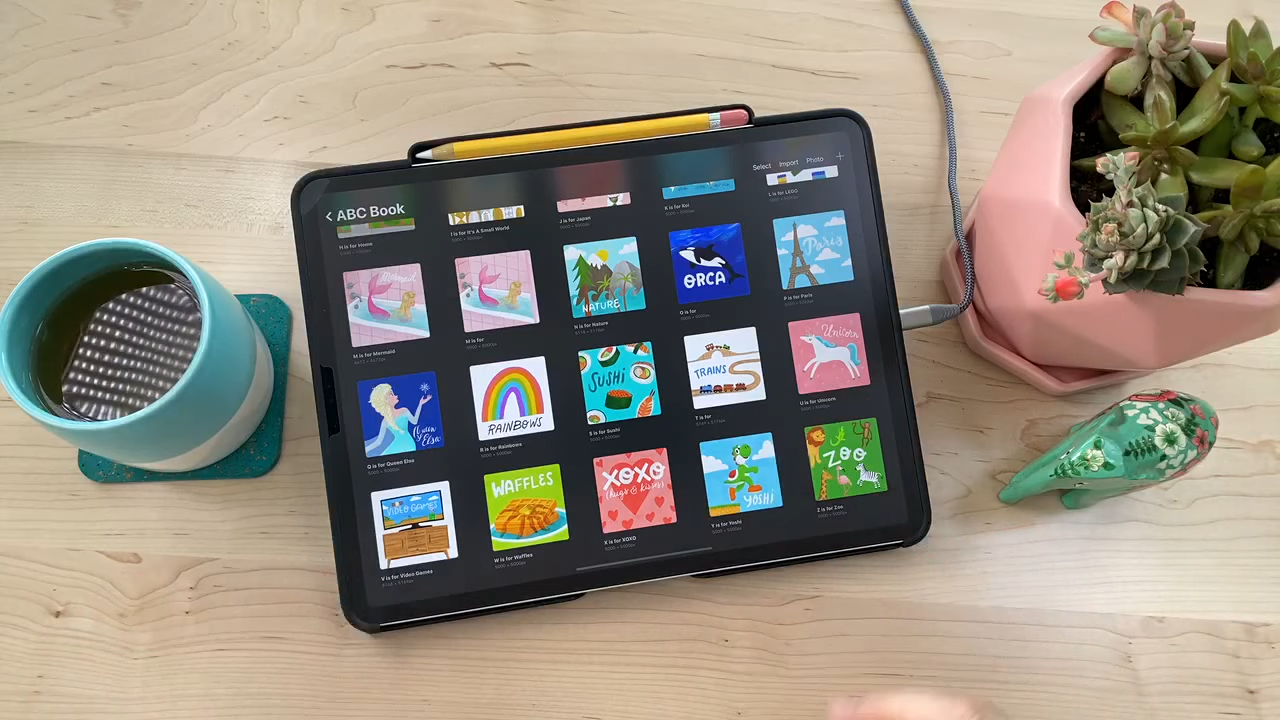 Select Import Photo +
< ABC Book
H is for Home
I is for It's A Small World
J is for Japan
K is for Koi
L is for LEGO
Mermaid
M is for Mermaid
M is for
NATURE
N is for Nature
ORCA
O is for
Paris
P is for Paris
Queen Elsa
Q is for Queen Elsa
RAINBOWS
R is for Rainbows
SUSHI
S is for Sushi
TRAINS
T is for
Unicorn
U is for Unicorn
VIDEO GAMES
V is for Video Games
WAFFLES
W is for Waffles
XOXO
(hugs & kisses)
X is for XOXO
YOSHI
Y is for Yoshi
ZOO
Z is for Zoo